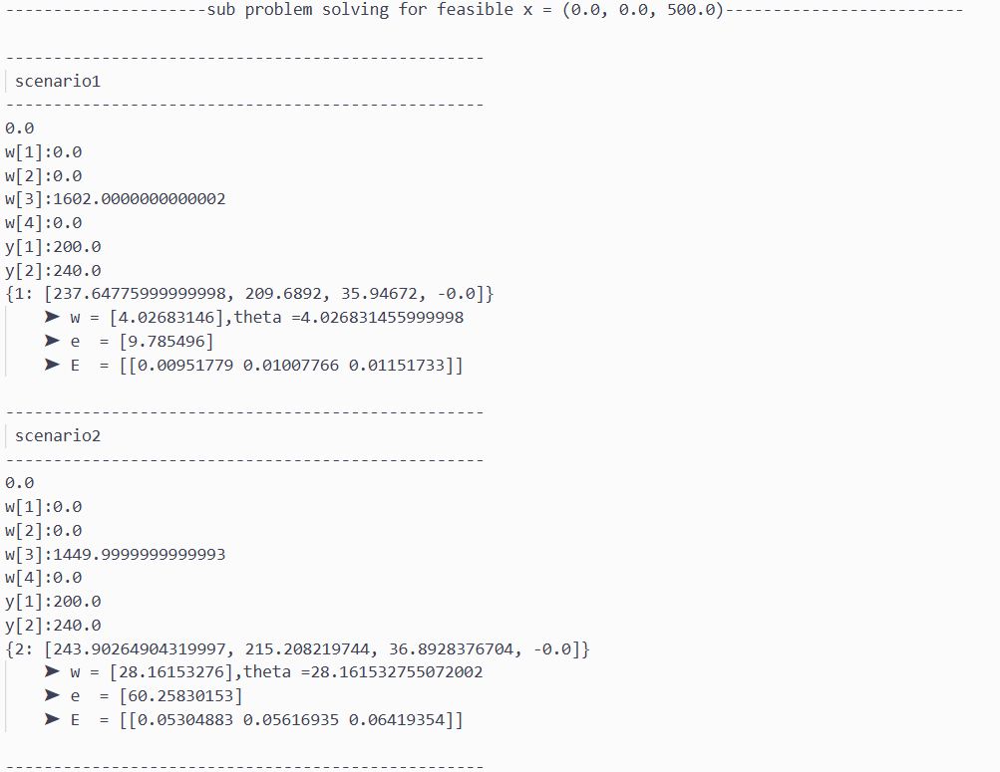 ---------------------sub problem solving for feasible x = (0.0, 0.0, 500.0)-------------------------
--------------------------------------------------
scenario1
--------------------------------------------------
0.0
w[1]:0.0
w[2]:0.0
w[3]:1602.0000000000002
w[4]:0.0
y[1]:200.0
y[2]:240.0
{1: [237.64775999999998, 209.6892, 35.94672, -0.0]}
➤ w = [4.02683146],theta =4.026831455999998
➤ e  = [9.785496]
➤ E  = [[0.00951779 0.01007766 0.01151733]]
--------------------------------------------------
scenario2
--------------------------------------------------
0.0
w[1]:0.0
w[2]:0.0
w[3]:1449.9999999999993
w[4]:0.0
y[1]:200.0
y[2]:240.0
{2: [243.90264904319997, 215.208219744, 36.8928376704, -0.0]}
➤ w = [28.16153276],theta =28.161532755072002
➤ e  = [60.25830153]
➤ E  = [[0.05304883 0.05616935 0.06419354]]
--------------------------------------------------